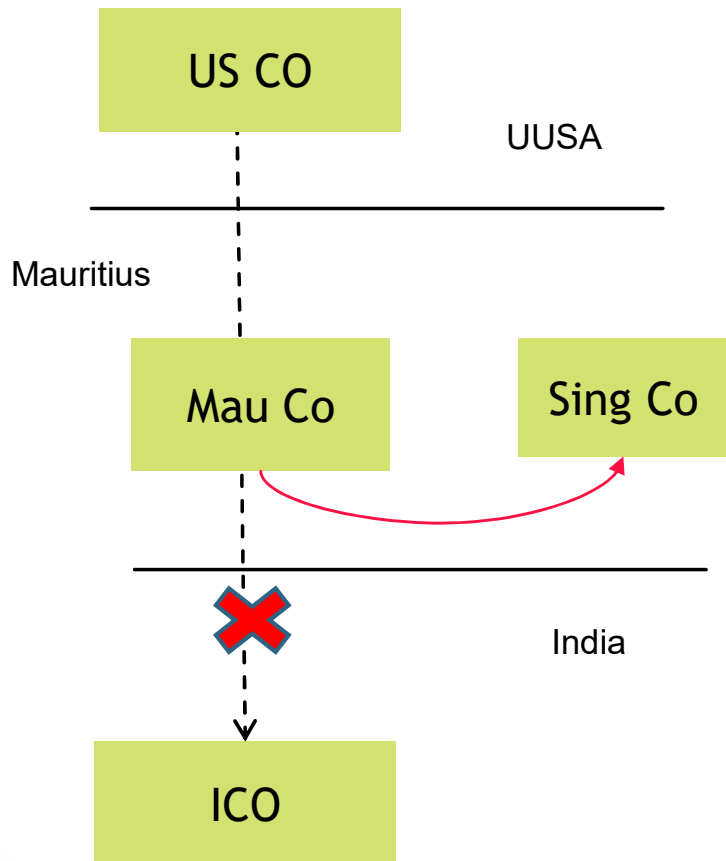 US CO
UUSA
Mauritius
Mau Co
Sing Co
India
ICO